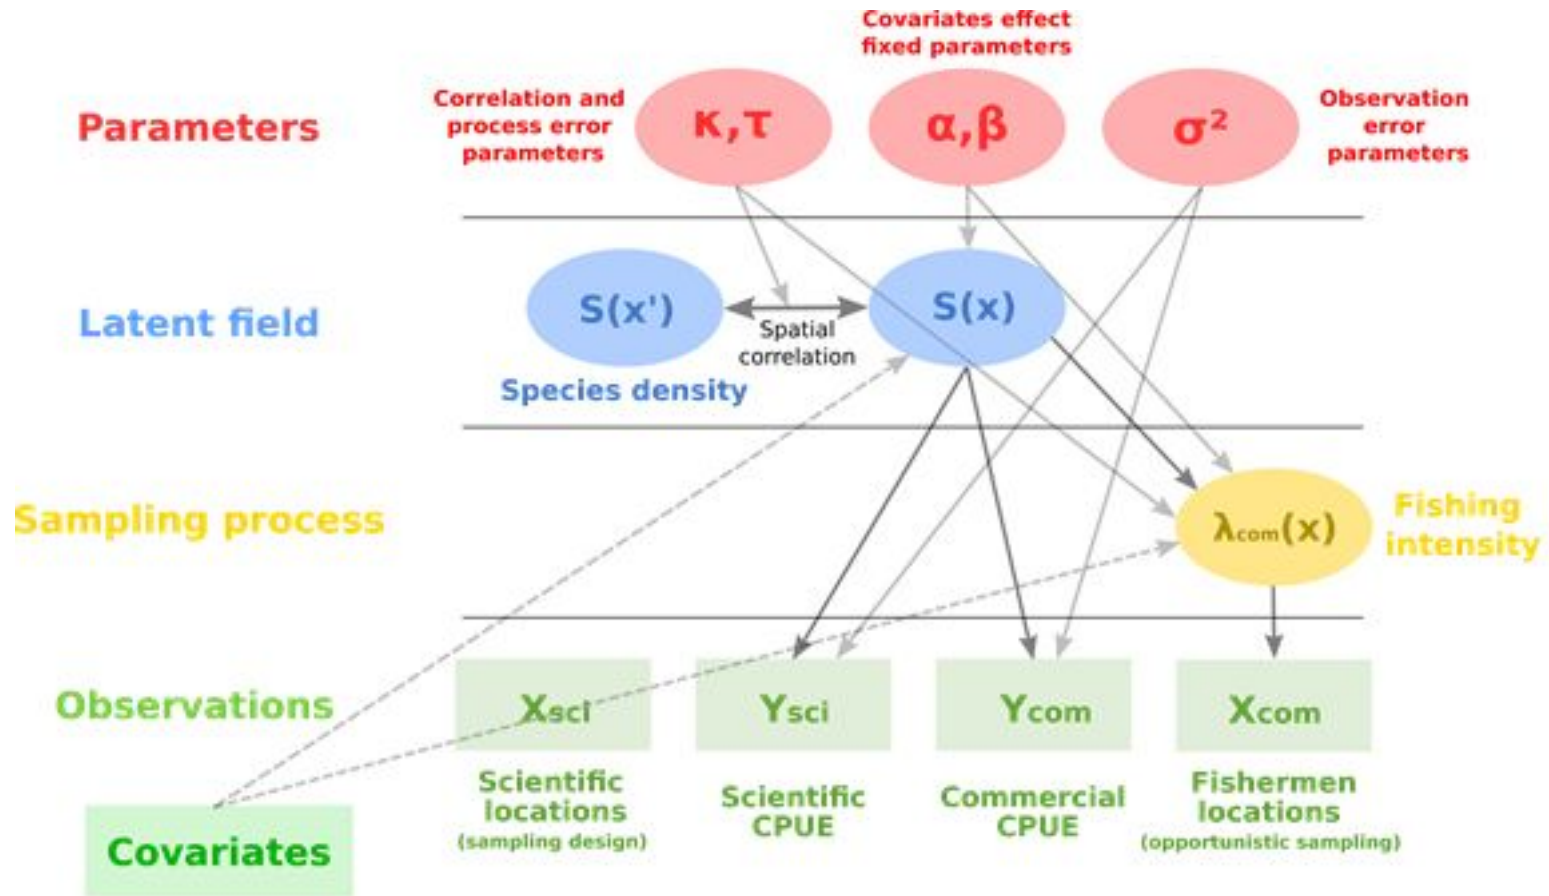 Covariates effect
fixed parameters
Parameters
Correlation and
process error
parameters
κ,τ
α,β
σ²
Observation
error
parameters
Latent field
S(x')
Spatial
correlation
S(x)
Species density
Sampling process
λcom(x)
Fishing
intensity
Observations
Xsci
Ysci
Ycom
Xcom
Scientific
locations
(sampling design)
Scientific
CPUE
Commercial
CPUE
Fishermen
locations
(opportunistic sampling)
Covariates